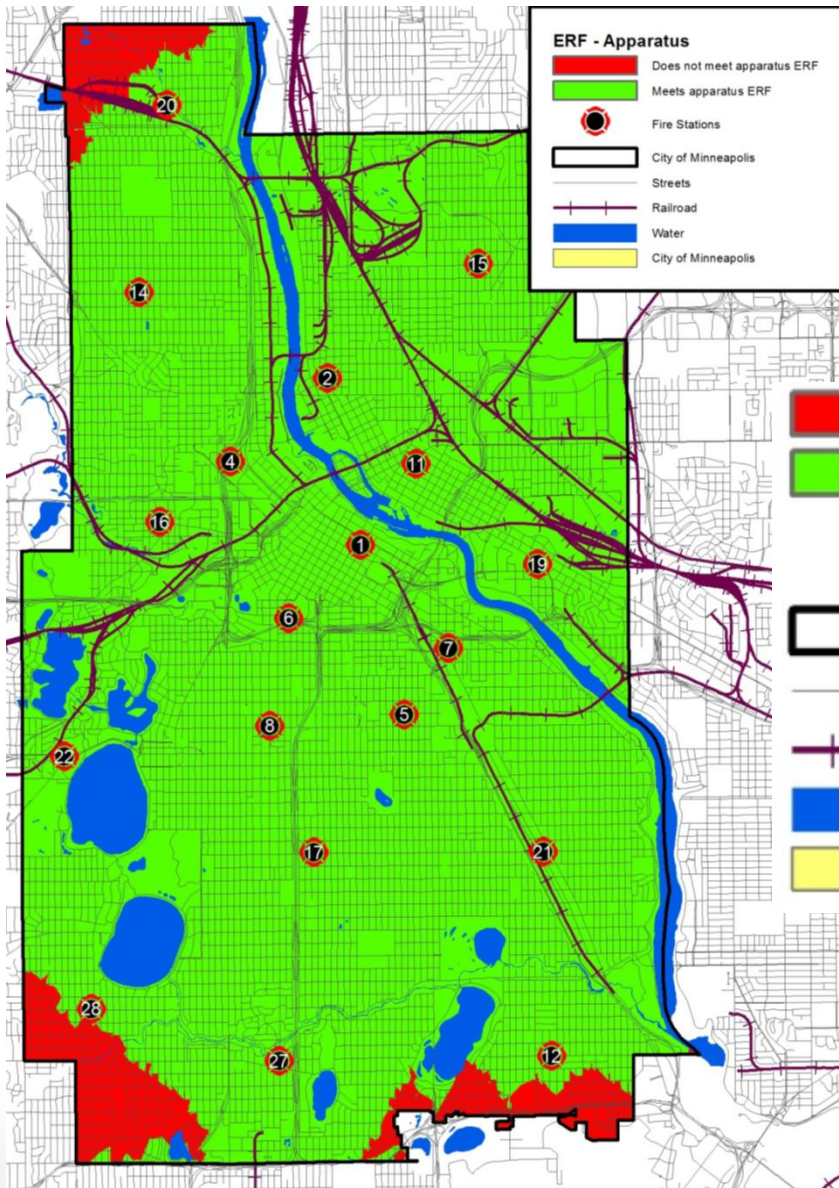 ERF - Apparatus
Does not meet apparatus ERF
Meets apparatus ERF
Fire Stations
City of Minneapolis
Streets
Railroad
Water
City of Minneapolis
20
15
14
2
4
11
16
1
19
6
7
5
8
22
17
21
28
12
27